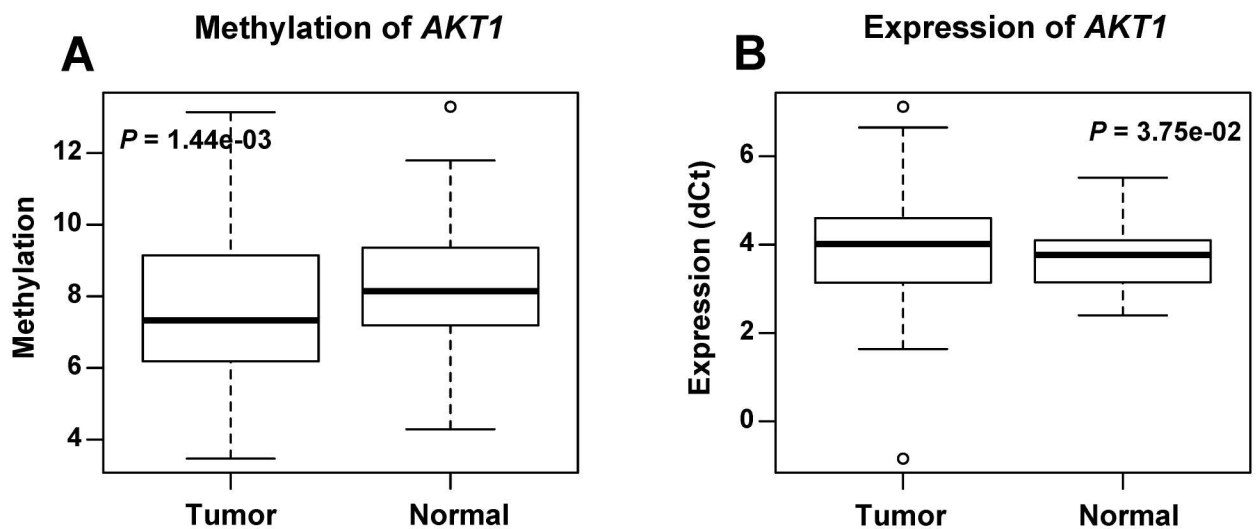 A
Methylation of AKT1
P = 1.44e-03
Methylation
12
10
8
6
4
Tumor
Normal
B
Expression of AKT1
P = 3.75e-02
Expression (dCt)
6
4
2
0
Tumor
Normal